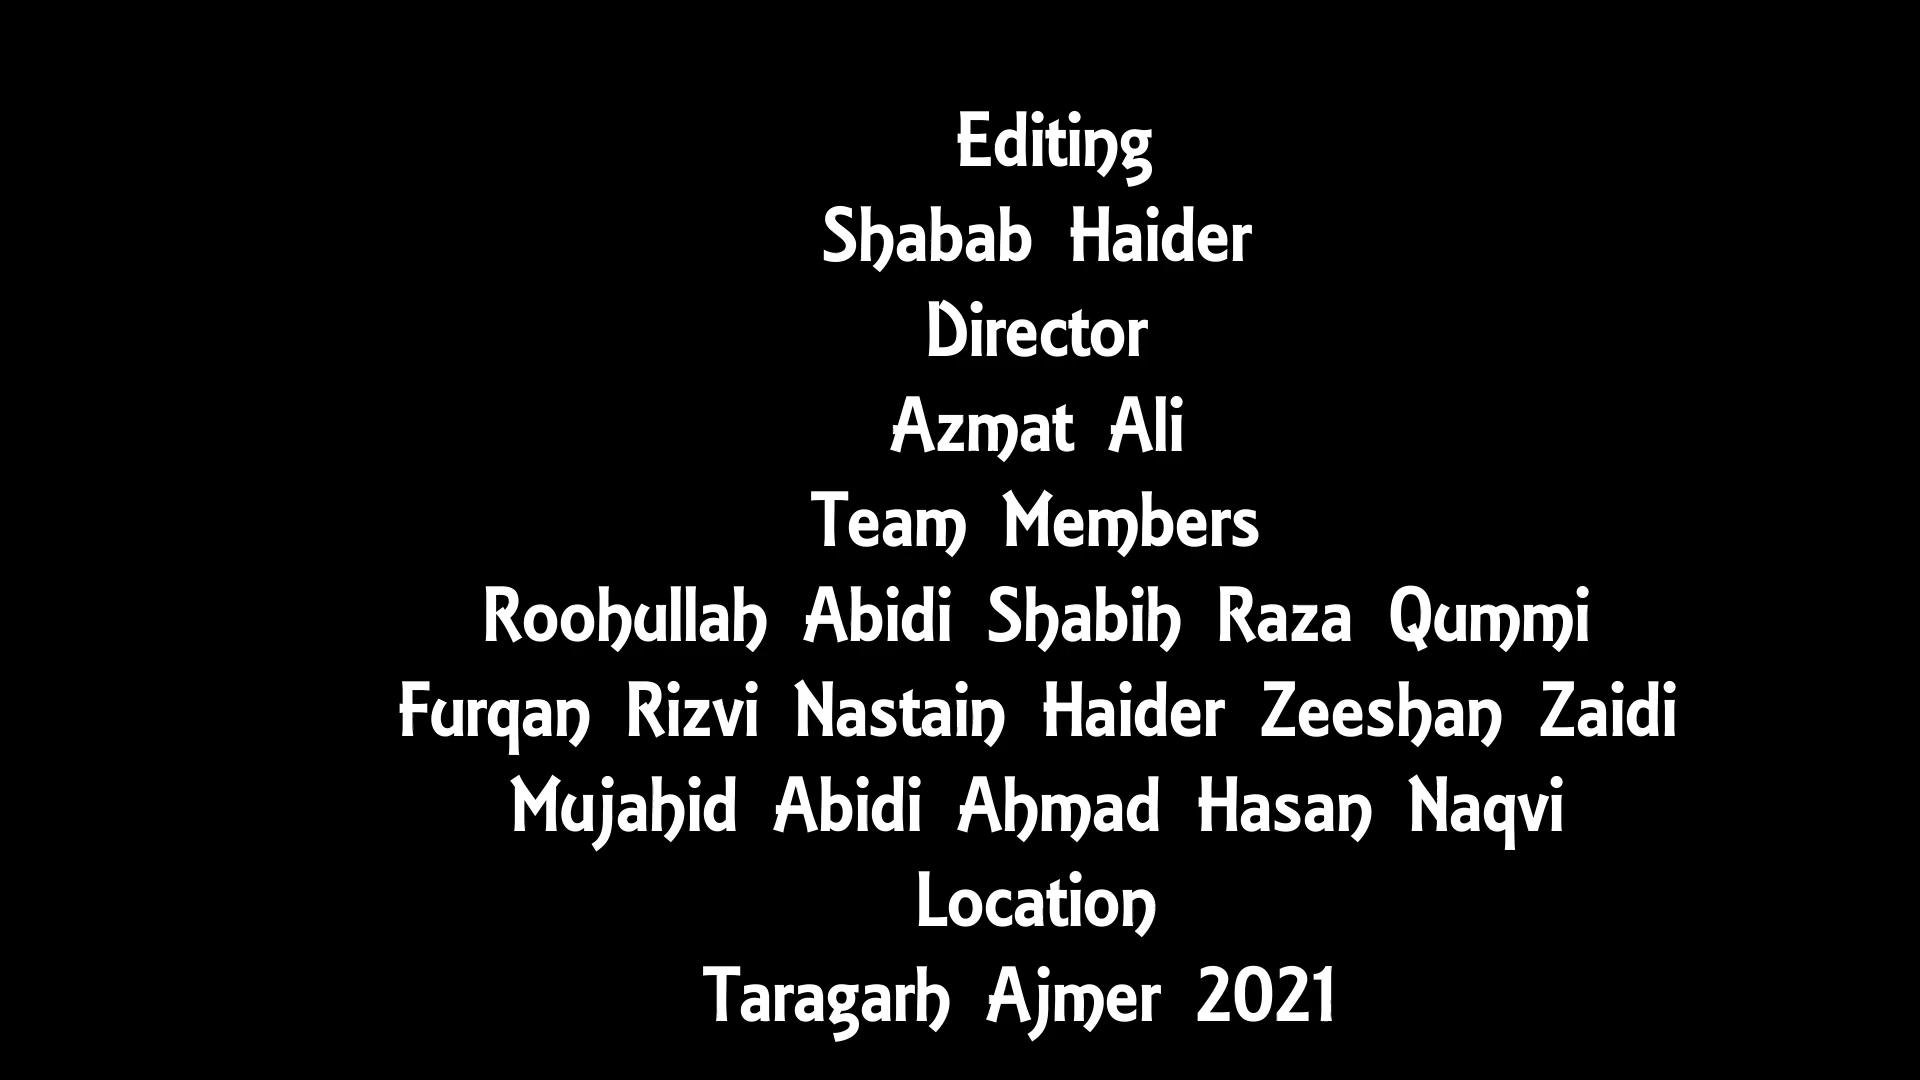 Editing
Shabab Haider
Director
Azmat Ali
Team Members
Roohullah Abidi Shabih Raza Qummi
Furqan Rizvi Nastain Haider Zeeshan Zaidi
Mujahid Abidi Ahmad Hasan Naqvi
Location
Taragarh Ajmer 2021